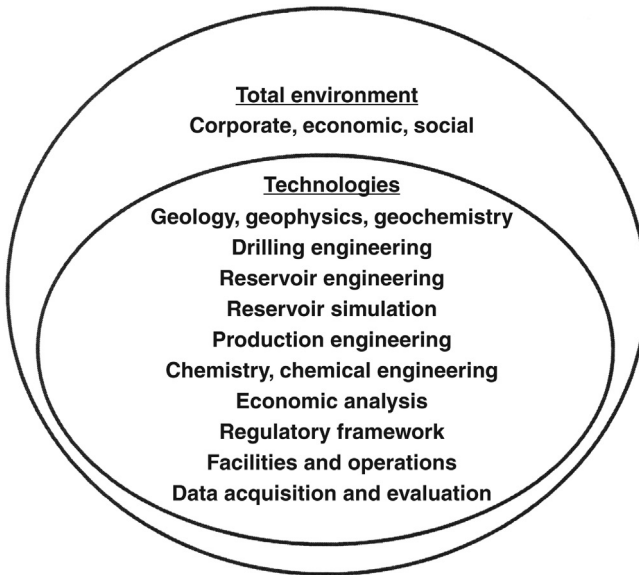 Total environment
Corporate, economic, social
Technologies
Geology, geophysics, geochemistry
Drilling engineering
Reservoir engineering
Reservoir simulation
Production engineering
Chemistry, chemical engineering
Economic analysis
Regulatory framework
Facilities and operations
Data acquisition and evaluation